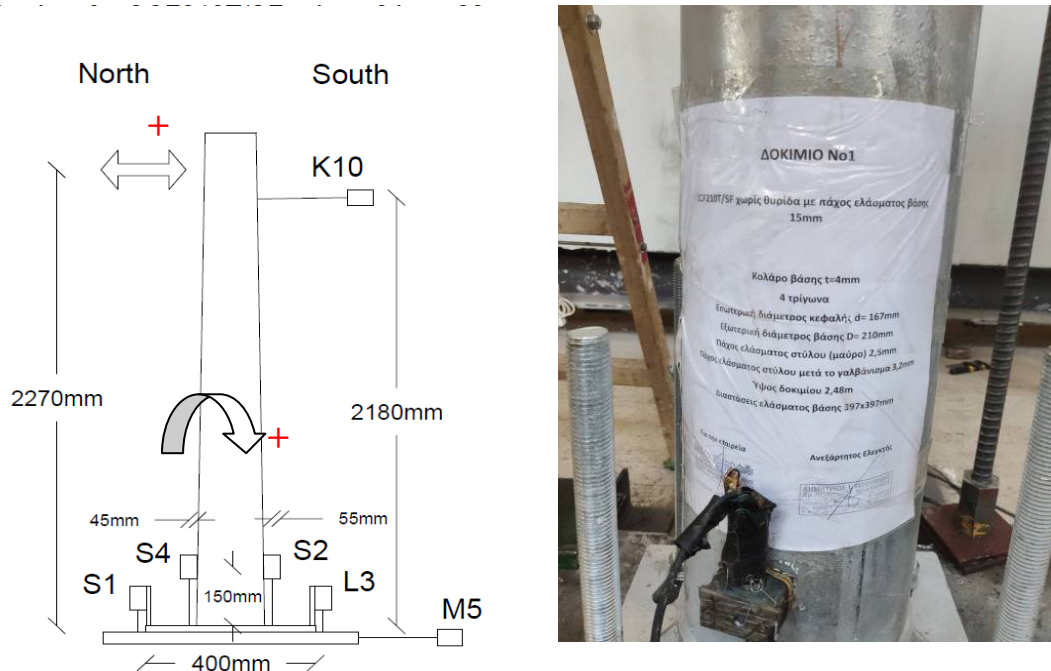 North
South
+
K10
2270mm
2180mm
+
45mm
55mm
S4
S2
S1
150mm
L3
M5
400mm
ΔΟΚΙΜΙΟ Νο1
χωρίς θυρίδα με πάχος ελάσματος βάσης
15mm
Κολάρο βάσης t=4mm
4 τρίγωνα
Εσωτερική διάμετρος κεφαλής d= 167mm
Εξωτερική διάμετρος βάσης D= 210mm
Πάχος ελάσματος στύλου (μαύρο) 2,5mm
Πάχος ελάσματος στύλου μετά το γαλβάνισμα 3,2mm
Ύψος δοκιμίου 2,48m
Διαστάσεις ελάσματος βάσης 397x397mm
Για την εταιρεία
Ανεξάρτητος Ελεγκτής